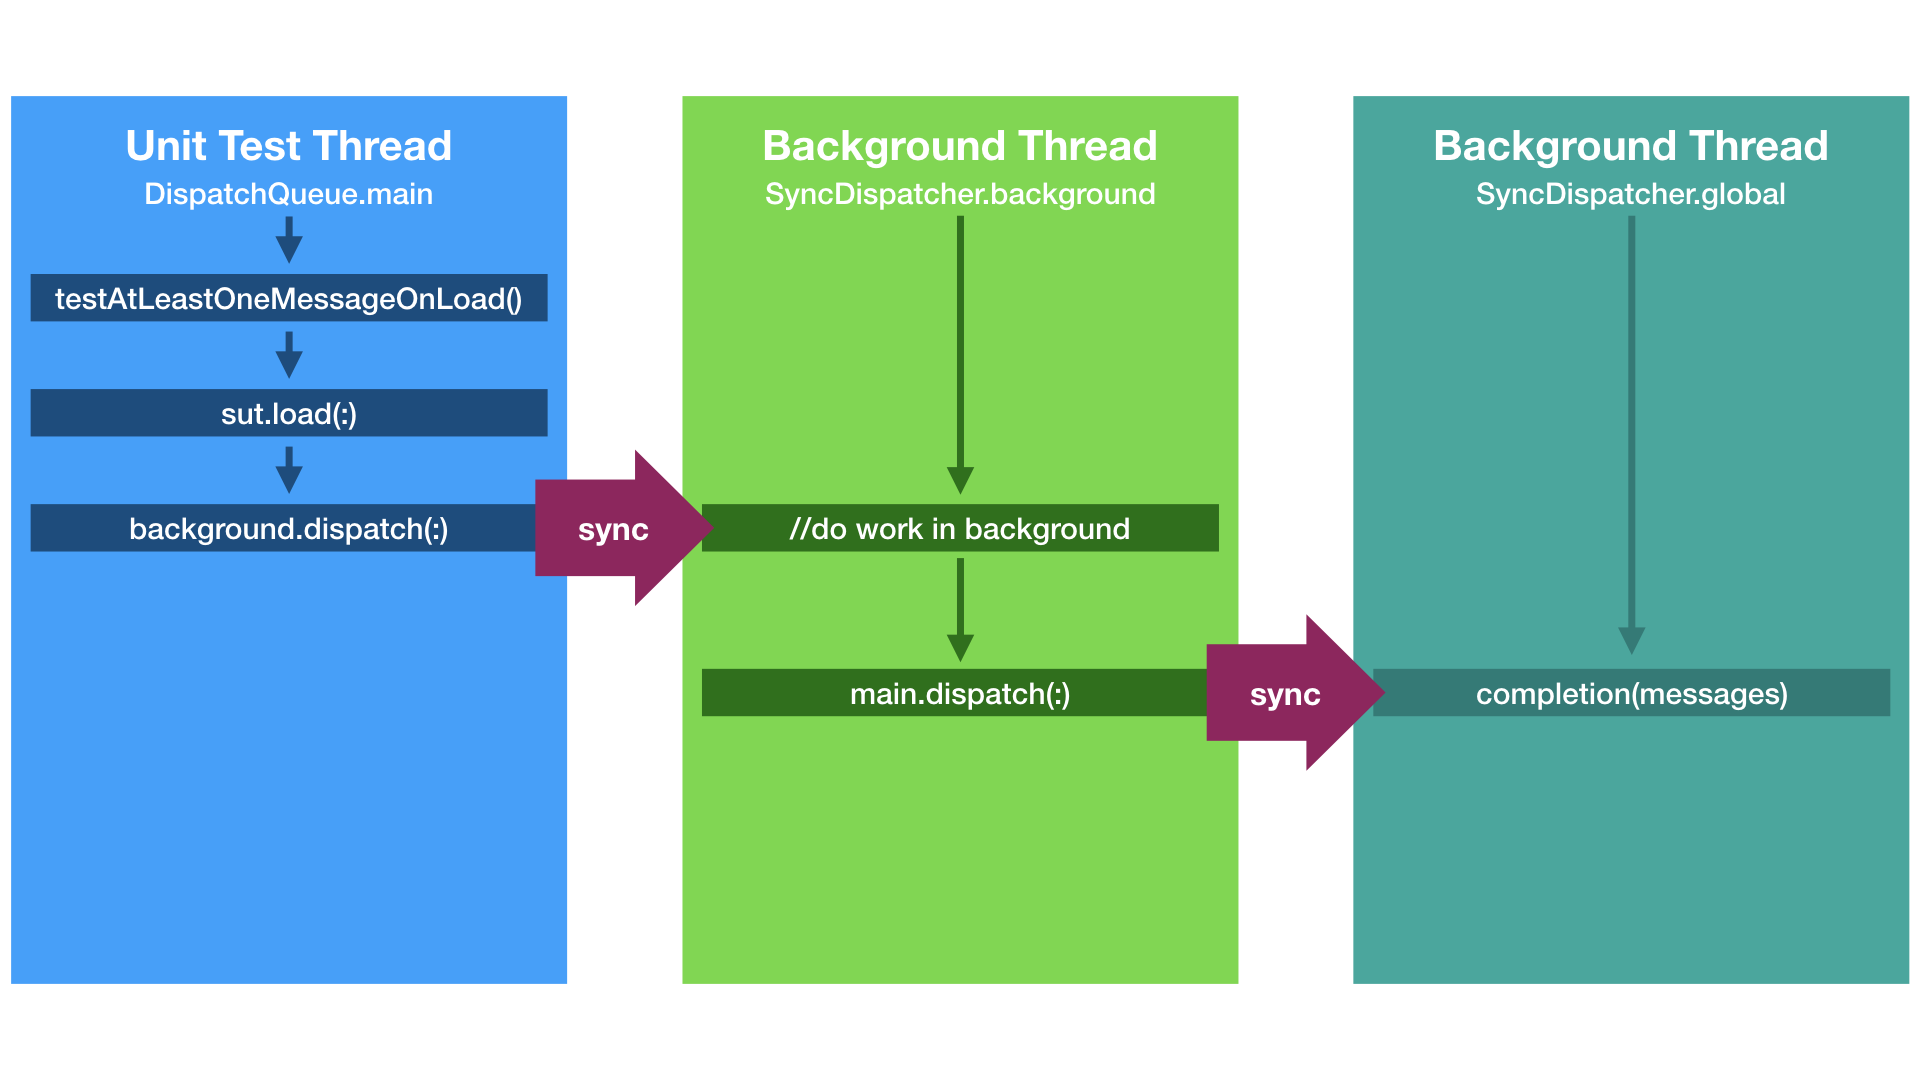 Unit Test Thread
DispatchQueue.main
testAtLeastOneMessageOnLoad()
sut.load(:)
background.dispatch(:)
sync
Background Thread
SyncDispatcher.background
//do work in background
main.dispatch(:)
sync
Background Thread
SyncDispatcher.global
completion(messages)